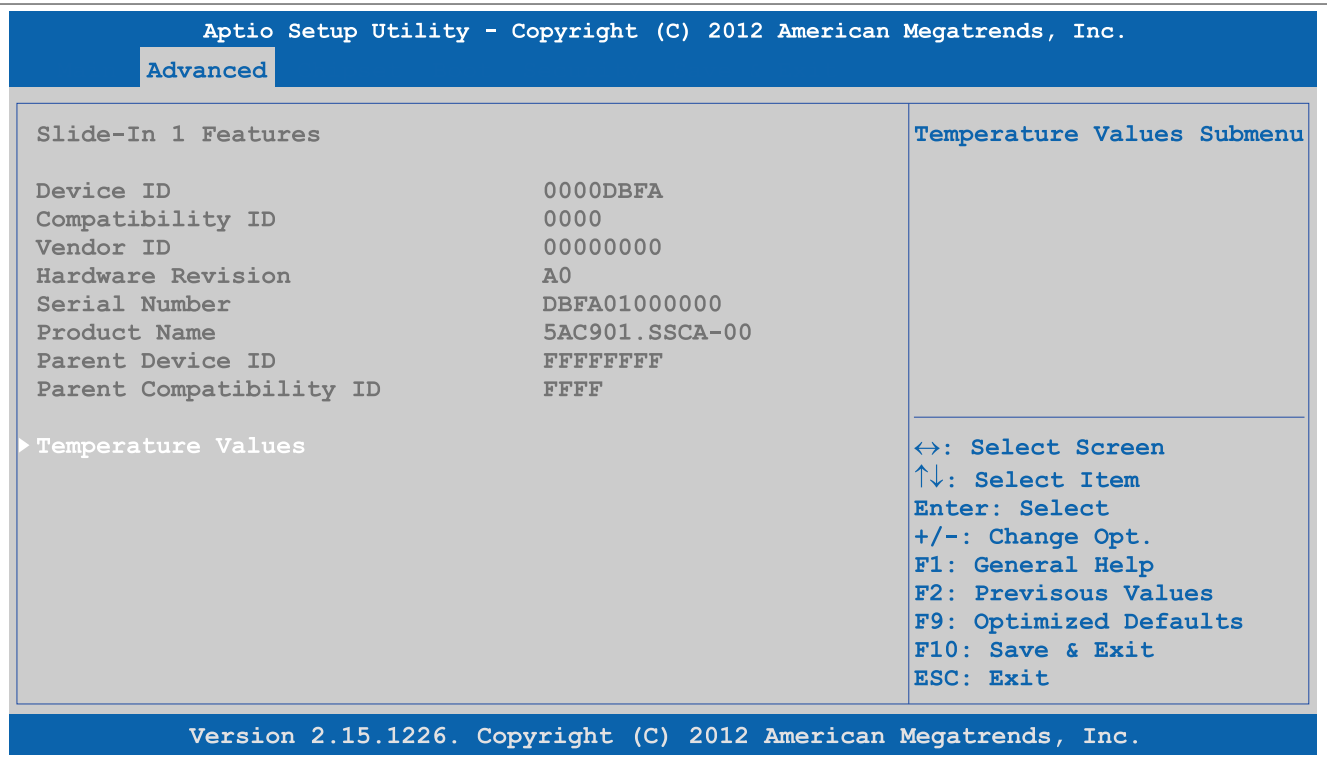 Aptio Setup Utility - Copyright (C) 2012 American Megatrends, Inc.
Advanced
Slide-In 1 Features
Device ID 0000DBFA
Compatibility ID 0000
Vendor ID 00000000
Hardware Revision A0
Serial Number DBFA01000000
Product Name 5AC901.SSCA-00
Parent Device ID FFFFFFFF
Parent Compatibility ID FFFF
Temperature Values
Temperature Values Submenu
↔: Select Screen
↑↓: Select Item
Enter: Select
+/-: Change Opt.
F1: General Help
F2: Previsous Values
F9: Optimized Defaults
F10: Save & Exit
ESC: Exit
Version 2.15.1226. Copyright (C) 2012 American Megatrends, Inc.